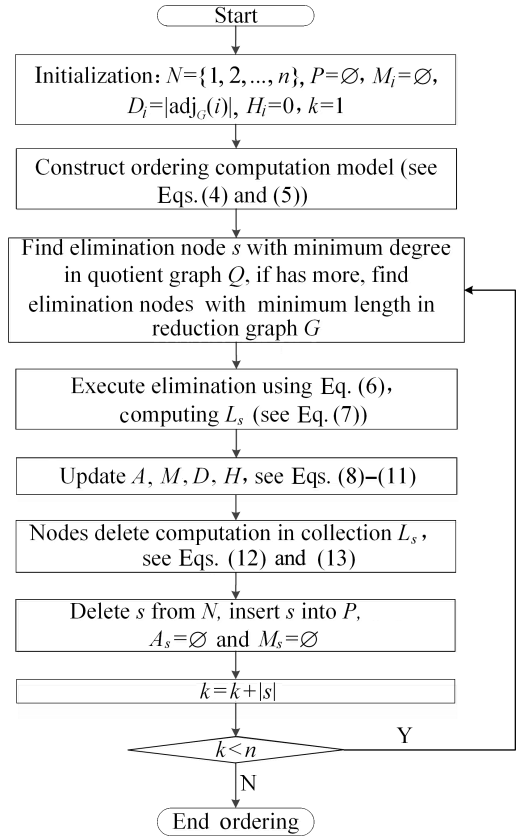 Start
Initialization: N={1, 2, ..., n}, P=∅, Mᵢ=∅,
Dᵢ=|adj_G(i)|, Hᵢ=0, k=1
Construct ordering computation model (see
Eqs. (4) and (5))
Find elimination node s with minimum degree
in quotient graph Q, if has more, find
elimination nodes with minimum length in
reduction graph G
Execute elimination using Eq. (6),
computing Lₛ (see Eq. (7))
Update A, M, D, H, see Eqs. (8)–(11)
Nodes delete computation in collection Lₛ,
see Eqs. (12) and (13)
Delete s from N, insert s into P,
Aₛ=∅ and Mₛ=∅
k=k+|s|
k<n
Y
N
End ordering